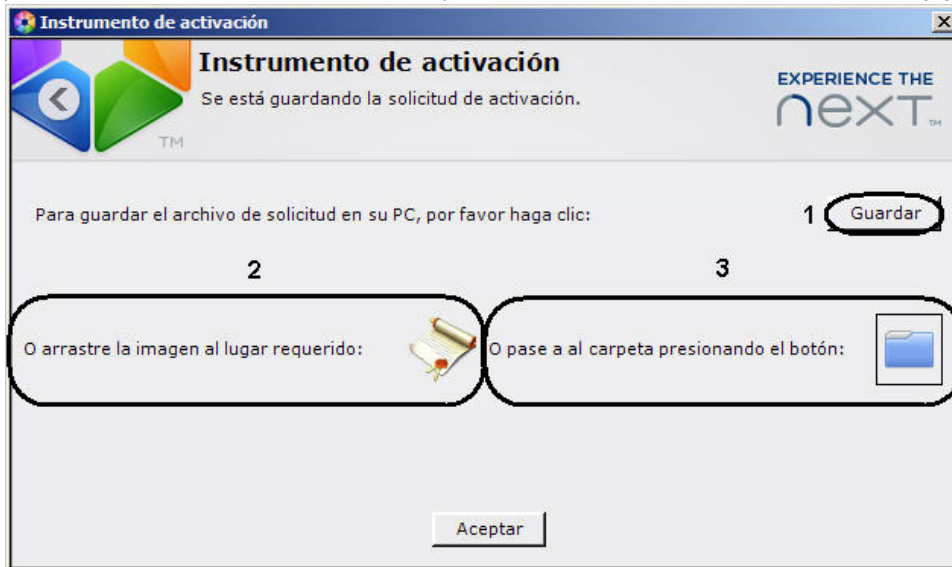 Instrumento de activación
Instrumento de activación
Se está guardando la solicitud de activación.
EXPERIENCE THE
next™
TM
Para guardar el archivo de solicitud en su PC, por favor haga clic:
1
Guardar
2
3
O arrastre la imagen al lugar requerido:
O pase a al carpeta presionando el botón:
Aceptar